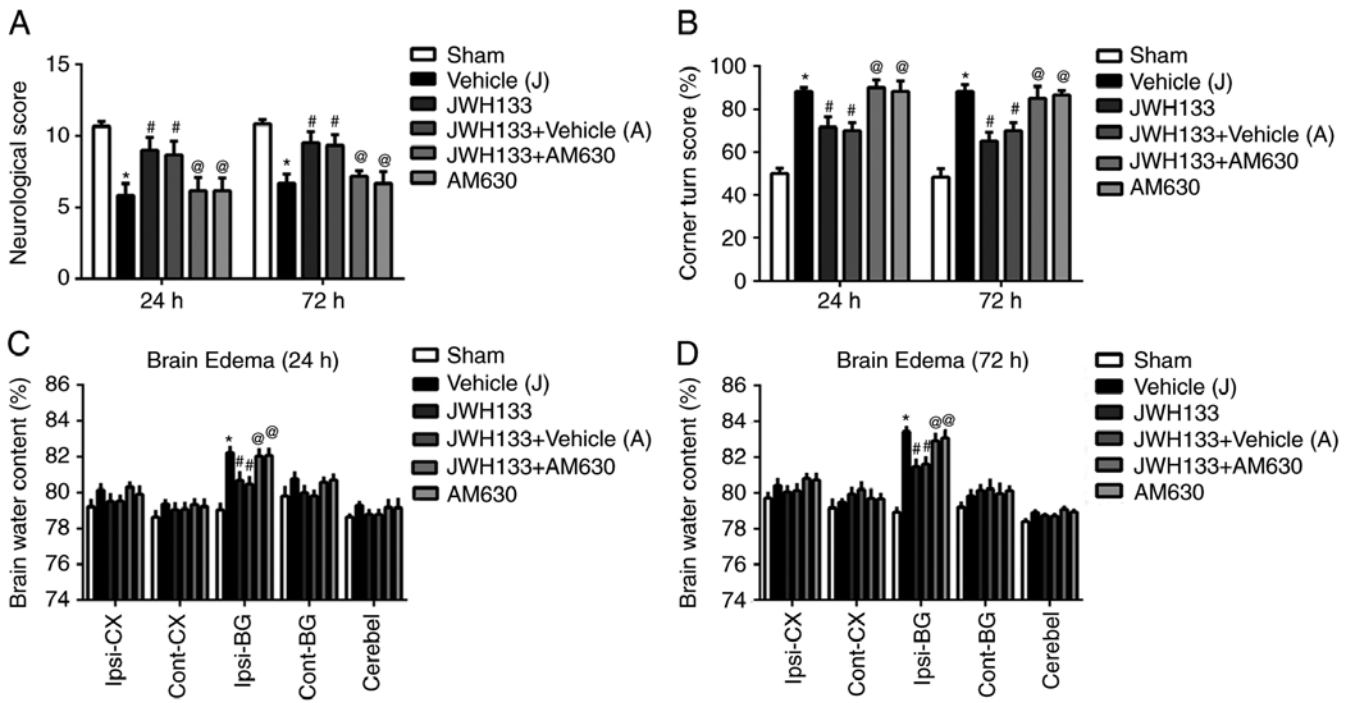 A
Neurological score
15
10
5
0
*
#
#
@
@
*
#
#
@
@
24 h
72 h
Sham
Vehicle (J)
JWH133
JWH133+Vehicle (A)
JWH133+AM630
AM630
B
Corner turn score (%)
100
80
60
40
20
0
*
#
#
@
@
*
#
#
@
@
24 h
72 h
Sham
Vehicle (J)
JWH133
JWH133+Vehicle (A)
JWH133+AM630
AM630
C
Brain Edema (24 h)
Brain water content (%)
86
84
82
80
78
76
74
*
#
#
@
@
Ipsi-CX
Cont-CX
Ipsi-BG
Cont-BG
Cerebel
Sham
Vehicle (J)
JWH133
JWH133+Vehicle (A)
JWH133+AM630
AM630
D
Brain Edema (72 h)
Brain water content (%)
86
84
82
80
78
76
74
*
#
#
@
@
Ipsi-CX
Cont-CX
Ipsi-BG
Cont-BG
Cerebel
Sham
Vehicle (J)
JWH133
JWH133+Vehicle (A)
JWH133+AM630
AM630